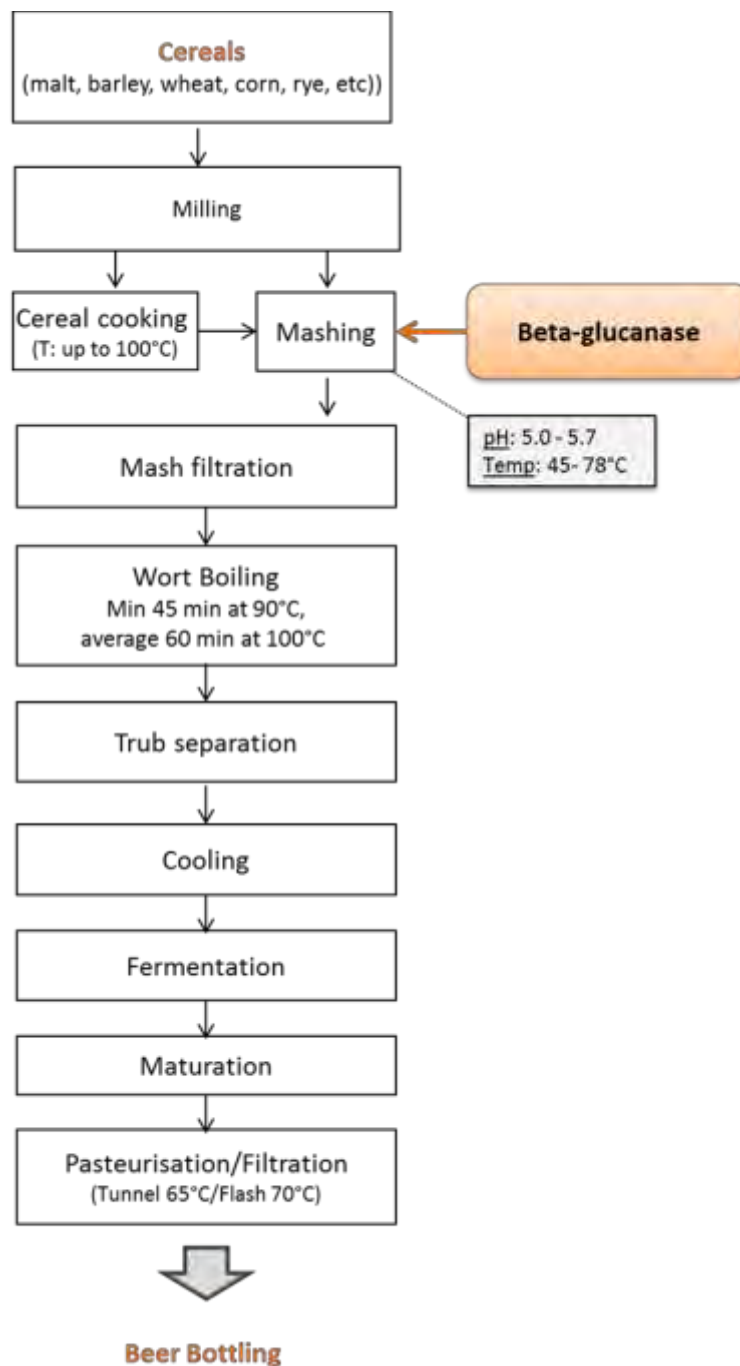 Cereals
(malt, barley, wheat, corn, rye, etc))
Milling
Cereal cooking
(T: up to 100°C)
Mashing
Beta-glucanase
pH: 5.0 - 5.7
Temp: 45- 78°C
Mash filtration
Wort Boiling
Min 45 min at 90°C,
average 60 min at 100°C
Trub separation
Cooling
Fermentation
Maturation
Pasteurisation/Filtration
(Tunnel 65°C/Flash 70°C)
Beer Bottling